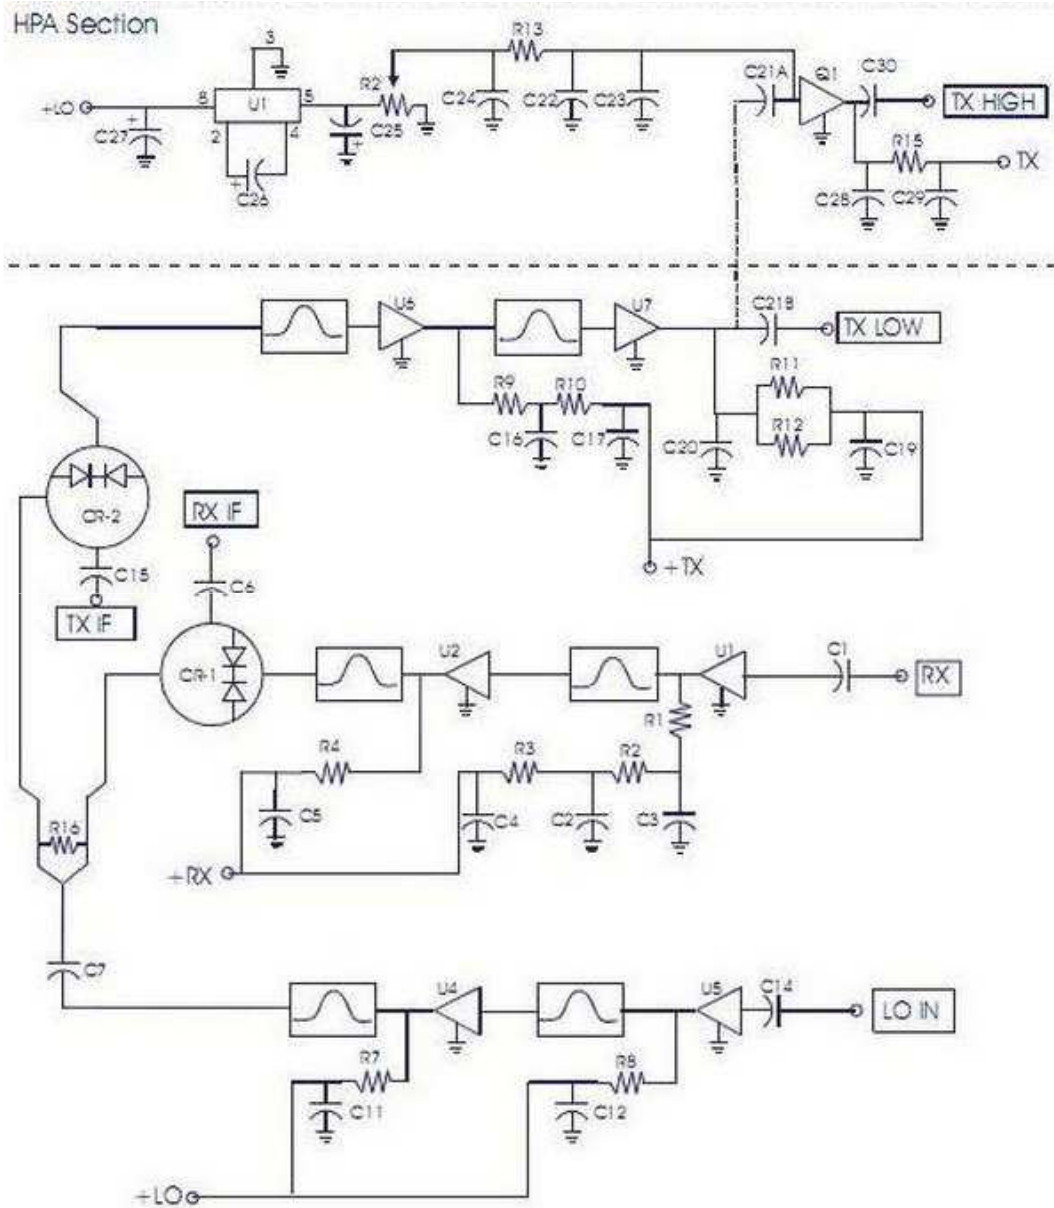 HPA Section
3
R13
+LO
8
U1
5
R2
C24
C22
C23
C21A
Q1
C30
TX HIGH
+
C27
2
4
C25
+
+
C26
R15
TX
C28
C29
U6
U7
C21B
TX LOW
R9
R10
R11
R12
C16
C17
C20
C19
CR-2
RX IF
+TX
C15
TX IF
C6
CR-1
U2
U1
C1
RX
R1
R4
R3
R2
C5
C4
C2
C3
R16
+RX
C7
U4
U5
C14
LO IN
R7
R8
C11
C12
+LO